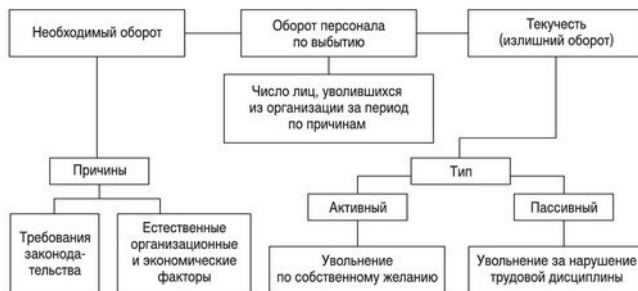 Необходимый оборот
Оборот персонала
по выбытию
Текучесть
(излишний оборот)
Число лиц, уволившихся
из организации за период
по причинам
Причины
Тип
Активный
Пассивный
Требования
законода-
тельства
Естественные
организационные
и экономические
факторы
Увольнение
по собственному желанию
Увольнение за нарушение
трудовой дисциплины